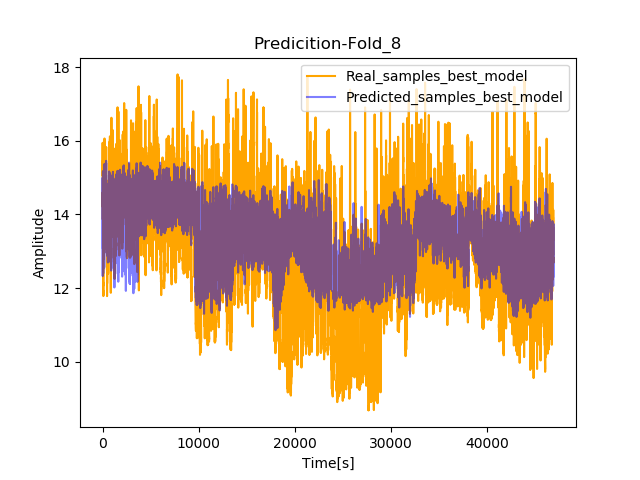 Predicition-Fold_8
Real_samples_best_model
Predicted_samples_best_model
18
16
14
12
10
Amplitude
0
10000
20000
30000
40000
Time[s]